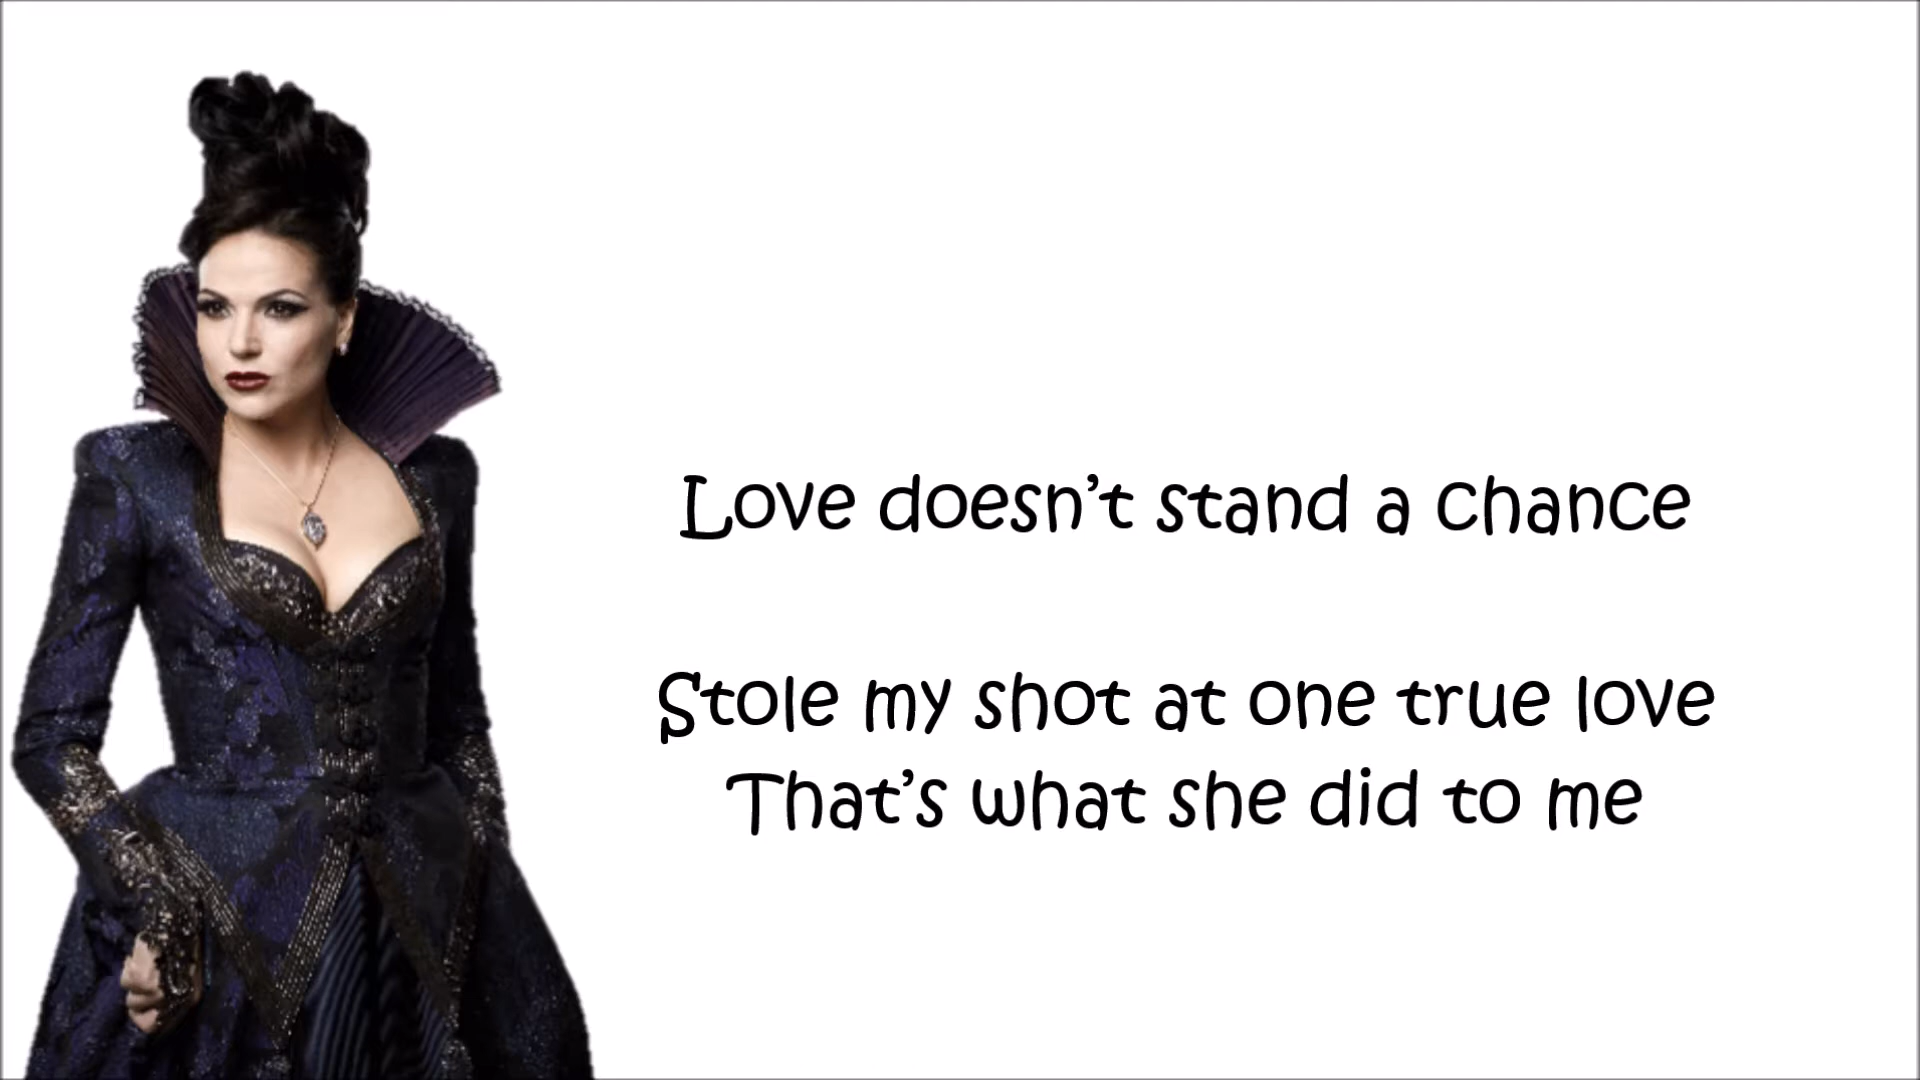 Love doesn’t stand a chance
Stole my shot at one true love
That’s what she did to me